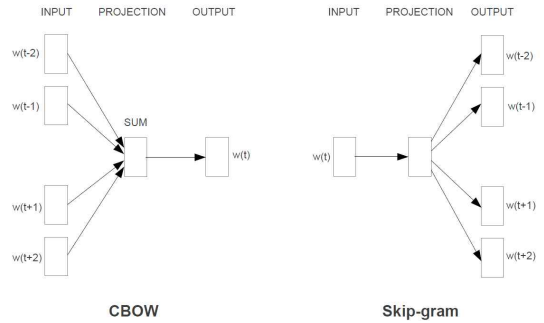 INPUT PROJECTION OUTPUT
w(t-2)
w(t-1)
SUM
w(t)
w(t+1)
w(t+2)
CBOW
INPUT PROJECTION OUTPUT
w(t-2)
w(t-1)
w(t)
w(t+1)
w(t+2)
Skip-gram